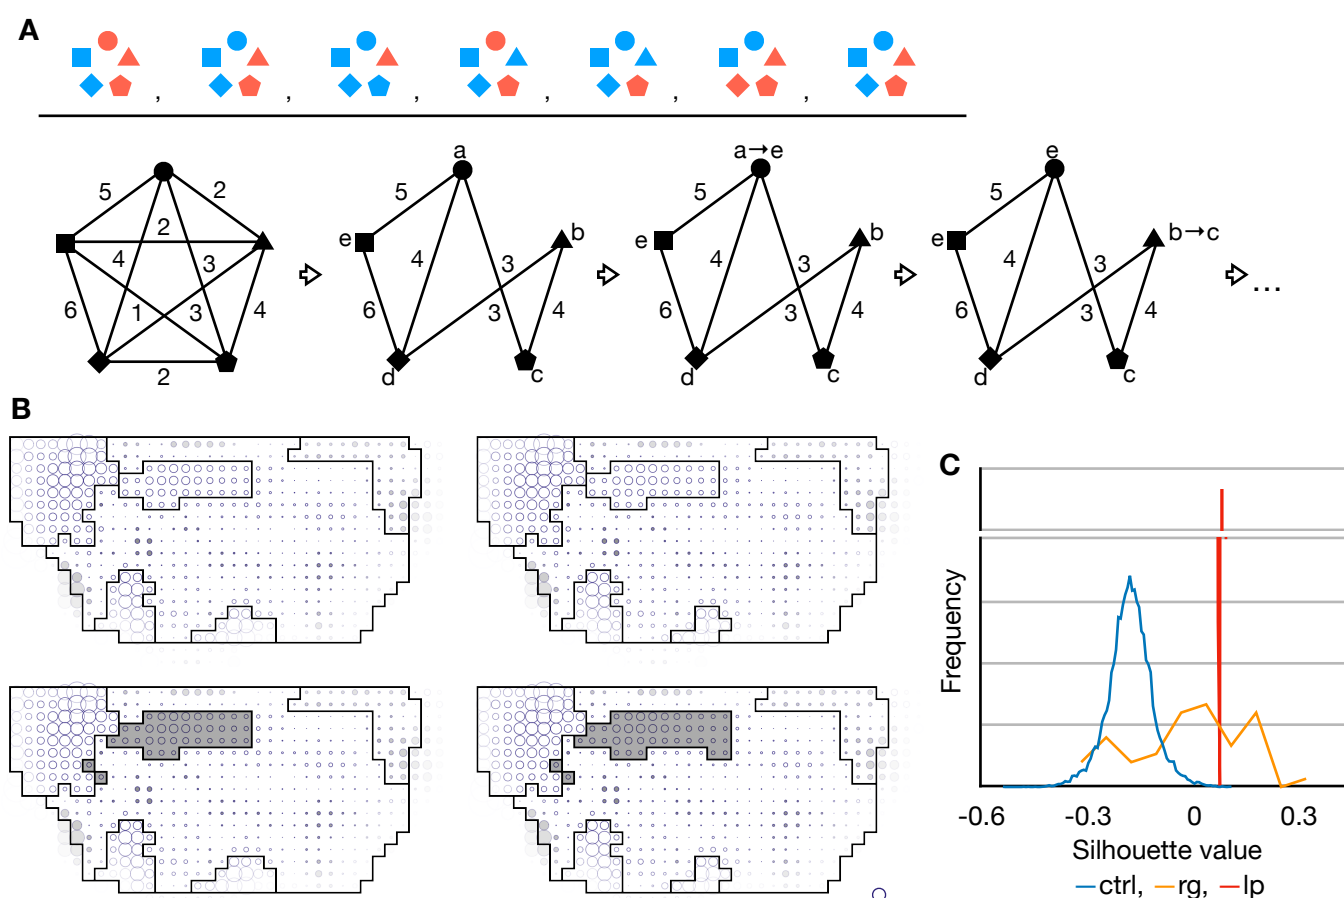 A
, , , , , ,
a a→e e
5 2 5 5 5
2 b b b→c
e e e
4 3 4 3 4 3 4 3
6 1 3 4 6 3 4 6 3 4 6 3 4 ...
2 d c d c d c
B
C
Frequency
-0.6 -0.3 0 0.3
Silhouette value
ctrl, rg, lp